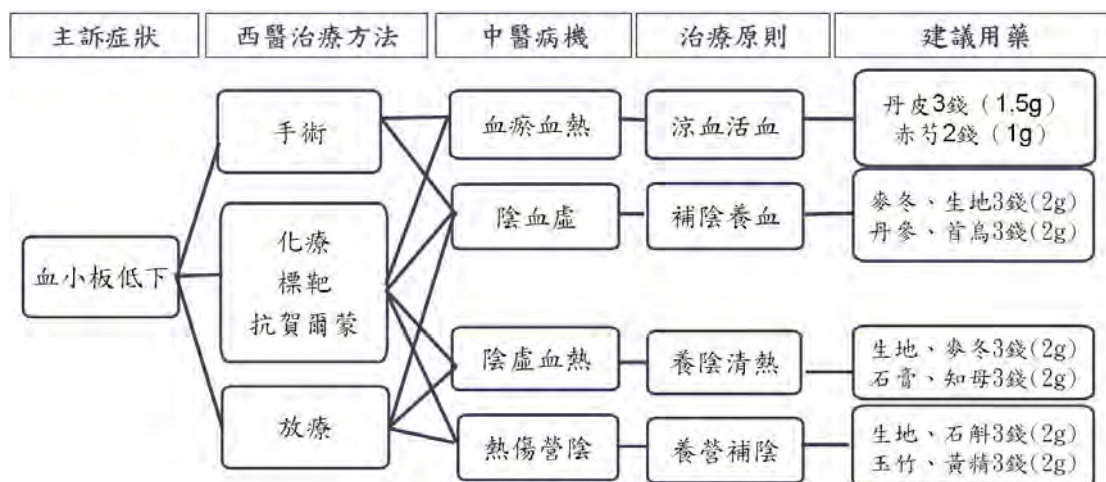 主訴症狀
西醫治療方法
中醫病機
治療原則
建議用藥
血小板低下
手術
化療
標靶
抗賀爾蒙
放療
血瘀血熱
涼血活血
丹皮3錢（1.5g）
赤芍2錢（1g）
陰血虛
補陰養血
麥冬、生地3錢(2g)
丹參、首烏3錢(2g)
陰虛血熱
養陰清熱
生地、麥冬3錢(2g)
石膏、知母3錢(2g)
熱傷營陰
養營補陰
生地、石斛3錢(2g)
玉竹、黃精3錢(2g)